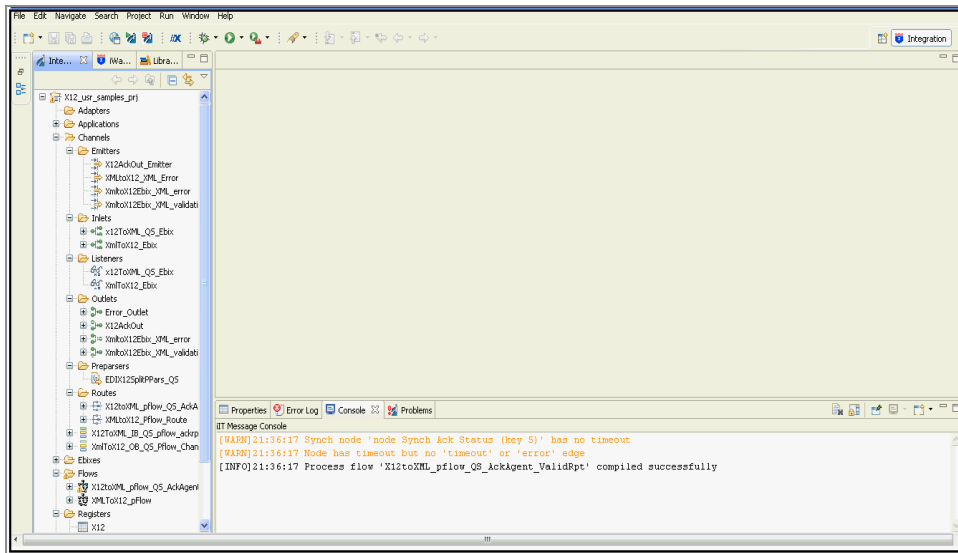 File Edit Navigate Search Project Run Window Help
Integration
Inte... iWa... Libra...
X12_usr_samples_prj
Adapters
Applications
Channels
Emitters
X12AckOut_Emitter
XMLtoX12_XML_Error
XmltoX12Ebix_XML_error
XmltoX12Ebix_XML_validati
Inlets
x12ToXML_QS_Ebix
XmlToX12_Ebix
Listeners
x12ToXML_QS_Ebix
XmlToX12_Ebix
Outlets
Error_Outlet
X12AckOut
XmltoX12Ebix_XML_error
XmltoX12Ebix_XML_validati
Preparsers
EDIX12SplitPPars_QS
Routes
X12toXML_pflow_QS_AckA
XMLtoX12_Pflow_Route
X12ToXML_IB_QS_pflow_ackrp
XmlToX12_OB_QS_Pflow_Chan
Ebixes
Flows
X12toXML_pflow_QS_AckAgent
XMLToX12_pFlow
Registers
X12
Properties Error Log Console Problems
iIT Message Console
[WARN]21:36:17 Synch node 'node Synch Ack Status (key 5)' has no timeout
[WARN]21:36:17 Node has timeout but no 'timeout' or 'error' edge
[INFO]21:36:17 Process flow 'X12toXML_pflow_QS_AckAgent_ValidRpt' compiled successfully